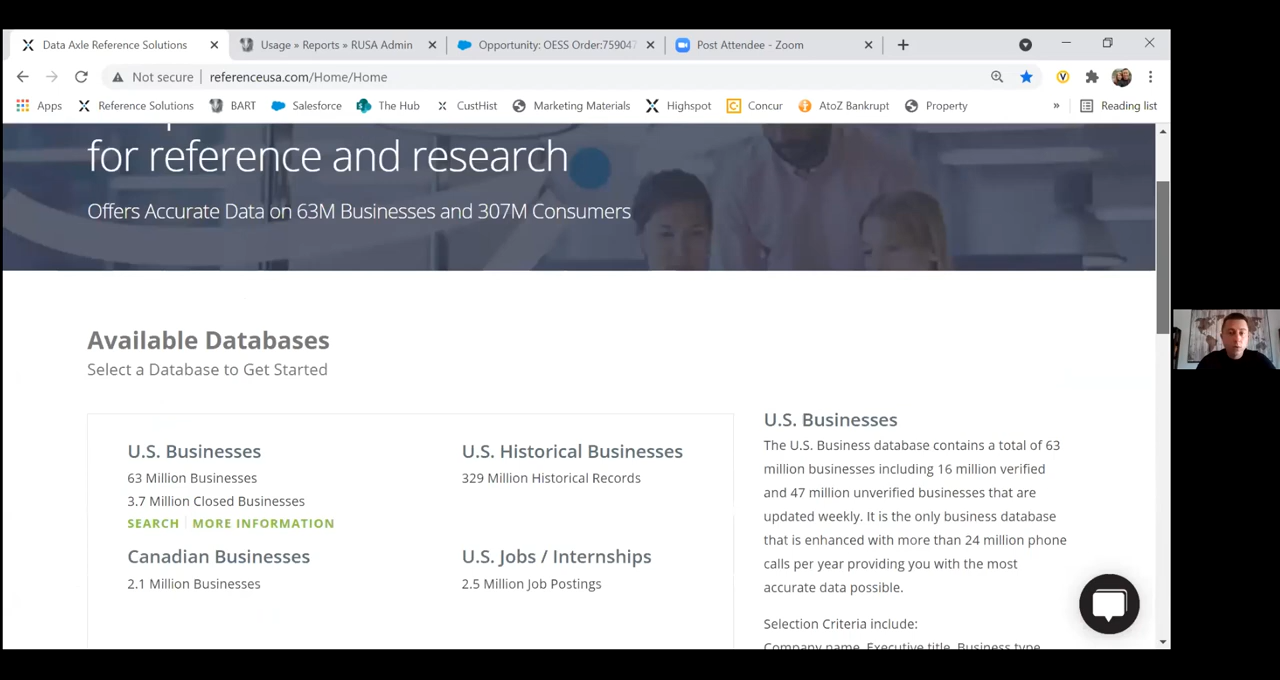 Data Axle Reference Solutions
Usage » Reports » RUSA Admin
Opportunity: OESS Order:75904
Post Attendee - Zoom
Not secure
referenceusa.com/Home/Home
V
Apps
Reference Solutions
BART
Salesforce
The Hub
CustHist
Marketing Materials
Highspot
Concur
AtoZ Bankrupt
Property
»
Reading list
for reference and research
Offers Accurate Data on 63M Businesses and 307M Consumers
Available Databases
Select a Database to Get Started
U.S. Businesses
63 Million Businesses
3.7 Million Closed Businesses
SEARCH | MORE INFORMATION
U.S. Historical Businesses
329 Million Historical Records
Canadian Businesses
2.1 Million Businesses
U.S. Jobs / Internships
2.5 Million Job Postings
U.S. Businesses
The U.S. Business database contains a total of 63
million businesses including 16 million verified
and 47 million unverified businesses that are
updated weekly. It is the only business database
that is enhanced with more than 24 million phone
calls per year providing you with the most
accurate data possible.
Selection Criteria include:
Company name, Executive title, Business type,